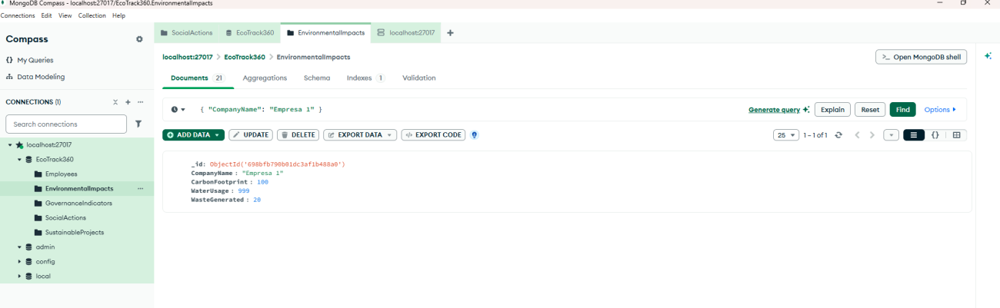 MongoDB Compass - localhost:27017/EcoTrack360.EnvironmentalImpacts
Connections Edit View Collection Help
Compass
My Queries
Data Modeling
CONNECTIONS (1)
Search connections
localhost:27017
EcoTrack360
Employees
EnvironmentalImpacts
GovernanceIndicators
SocialActions
SustainableProjects
admin
config
local
SocialActions EcoTrack360 EnvironmentalImpacts localhost:27017
localhost:27017 > EcoTrack360 > EnvironmentalImpacts
>_ Open MongoDB shell
Documents 21 Aggregations Schema Indexes 1 Validation
{ "CompanyName": "Empresa 1" }
Generate query Explain Reset Find Options
ADD DATA UPDATE DELETE EXPORT DATA EXPORT CODE
25 1 – 1 of 1
_id: ObjectId('698bfb790b01dc3af1b488a0')
CompanyName : "Empresa 1"
CarbonFootprint : 100
WaterUsage : 999
WasteGenerated : 20